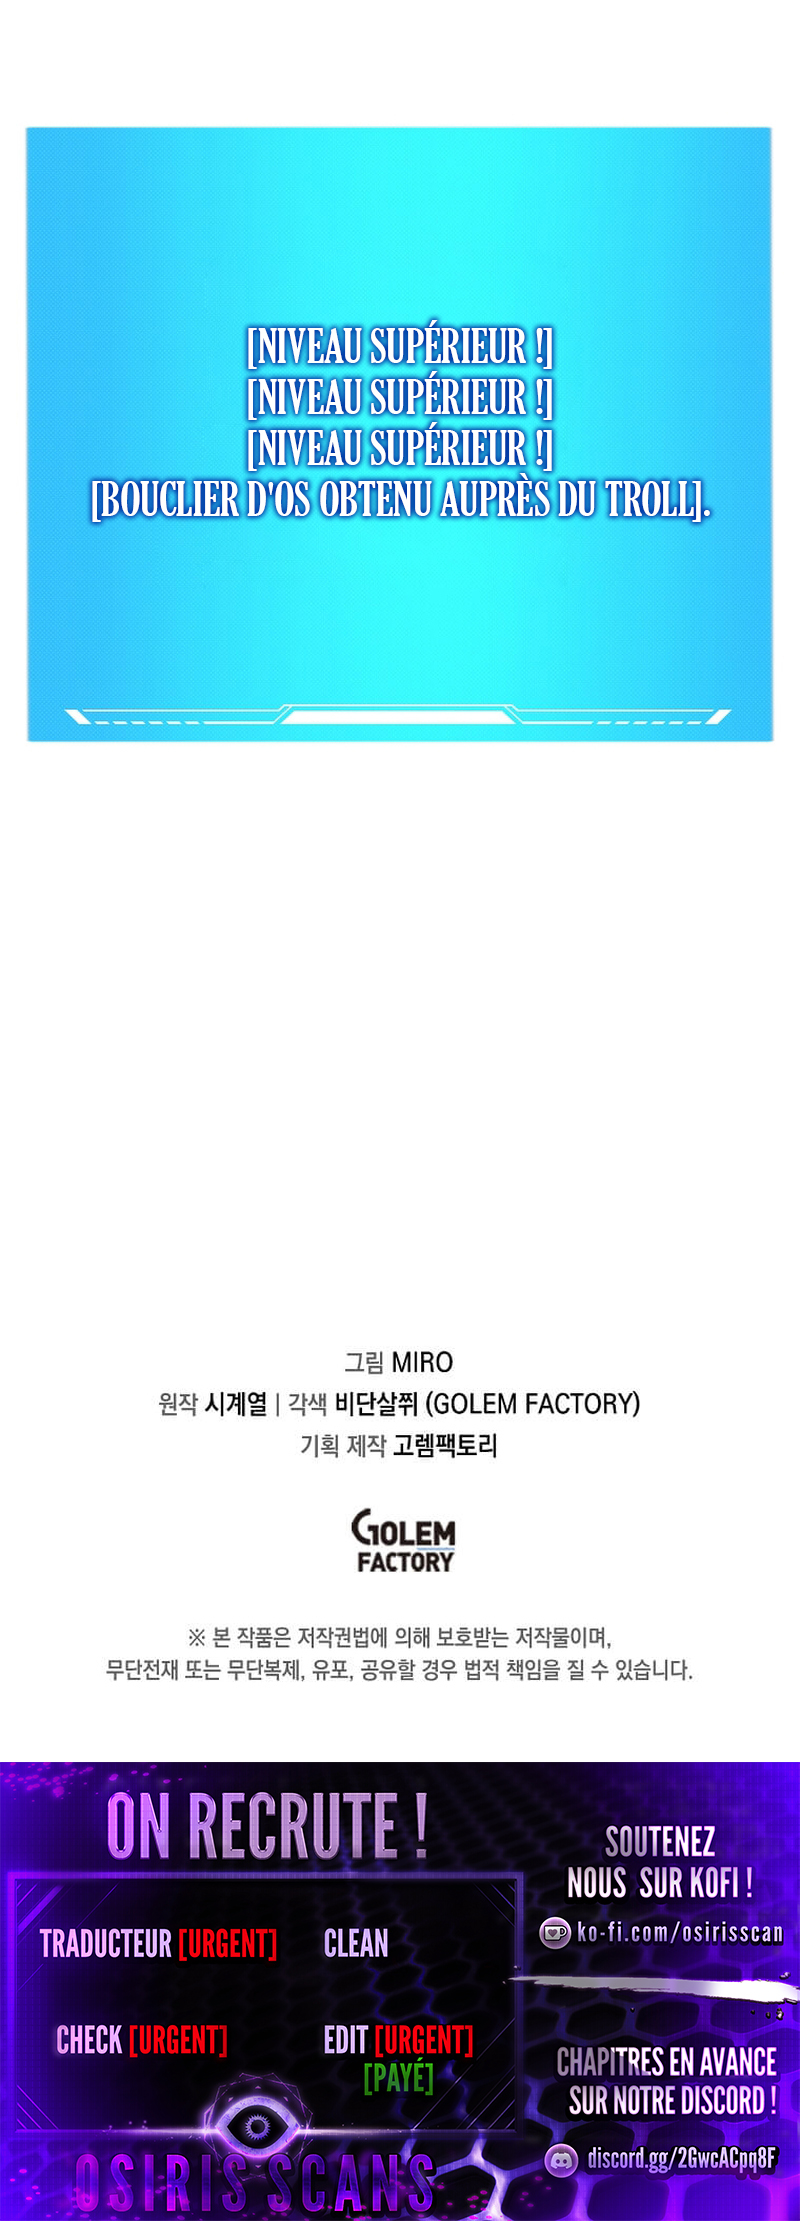 [NIVEAU SUPÉRIEUR !]
[NIVEAU SUPÉRIEUR !]
[NIVEAU SUPÉRIEUR !]
[BOUCLIER D'OS OBTENU AUPRÈS DU TROLL].
그림 MIRO
원작 시계열 | 각색 비단살쮜 (GOLEM FACTORY)
기획 제작 고렘팩토리
GOLEM
FACTORY
※ 본 작품은 저작권법에 의해 보호받는 저작물이며,
무단전재 또는 무단복제, 유포, 공유할 경우 법적 책임을 질 수 있습니다.
ON RECRUTE !
TRADUCTEUR [URGENT]
CLEAN
CHECK [URGENT]
EDIT [URGENT]
[PAYÉ]
OSIRIS SCANS
SOUTENEZ
NOUS SUR KOFI !
ko-fi.com/osirisscan
CHAPITRES EN AVANCE
SUR NOTRE DISCORD !
discord.gg/2GwcACpq8F